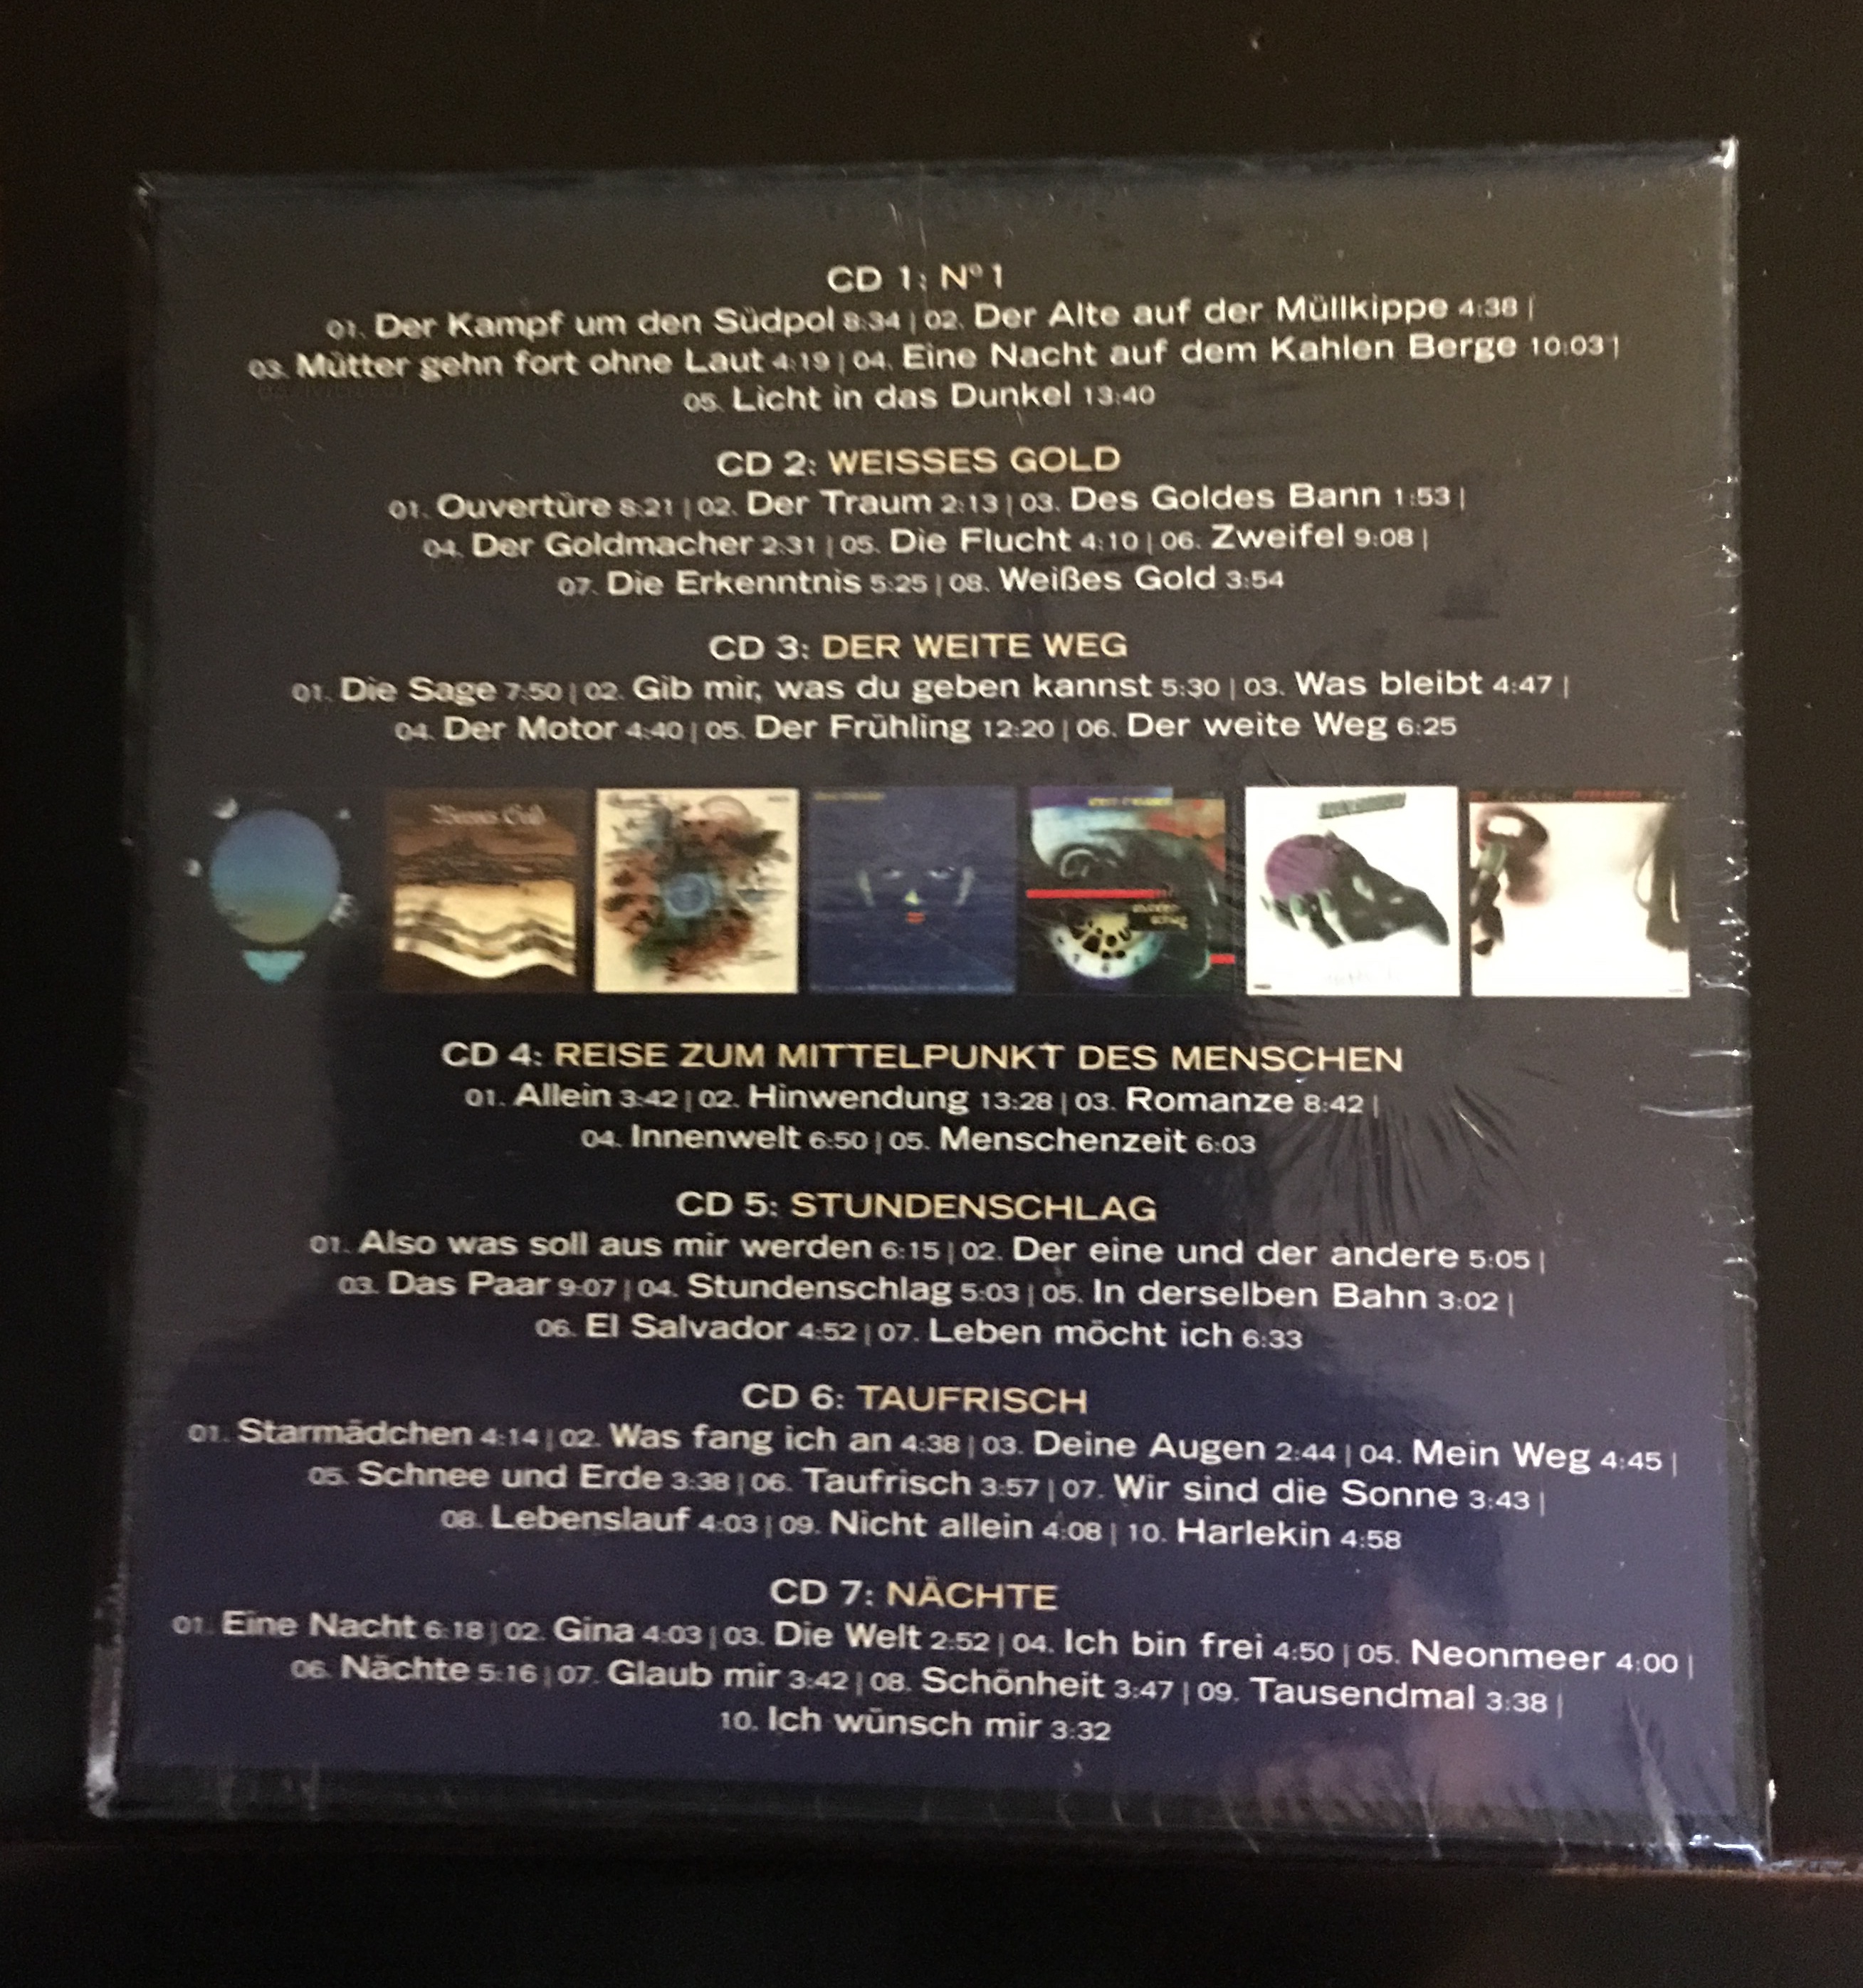 CD 1: Nº 1
01. Der Kampf um den Südpol 8:34 | 02. Der Alte auf der Müllkippe 4:38 |
03. Mütter gehn fort ohne Laut 4:19 | 04. Eine Nacht auf dem Kahlen Berge 10:03 |
05. Licht in das Dunkel 13:40
CD 2: WEISSES GOLD
01. Ouvertüre 8:21 | 02. Der Traum 2:13 | 03. Des Goldes Bann 1:53 |
04. Der Goldmacher 2:31 | 05. Die Flucht 4:10 | 06. Zweifel 9:08 |
07. Die Erkenntnis 5:25 | 08. Weißes Gold 3:54
CD 3: DER WEITE WEG
01. Die Sage 7:50 | 02. Gib mir, was du geben kannst 5:30 | 03. Was bleibt 4:47 |
04. Der Motor 4:40 | 05. Der Frühling 12:20 | 06. Der weite Weg 6:25
CD 4: REISE ZUM MITTELPUNKT DES MENSCHEN
01. Allein 3:42 | 02. Hinwendung 13:28 | 03. Romanze 8:42 |
04. Innenwelt 6:50 | 05. Menschenzeit 6:03
CD 5: STUNDENSCHLAG
01. Also was soll aus mir werden 6:15 | 02. Der eine und der andere 5:05 |
03. Das Paar 9:07 | 04. Stundenschlag 5:03 | 05. In derselben Bahn 3:02 |
06. El Salvador 4:52 | 07. Leben möcht ich 6:33
CD 6: TAUFRISCH
01. Starmädchen 4:14 | 02. Was fang ich an 4:38 | 03. Deine Augen 2:44 | 04. Mein Weg 4:45 |
05. Schnee und Erde 3:38 | 06. Taufrisch 3:57 | 07. Wir sind die Sonne 3:43 |
08. Lebenslauf 4:03 | 09. Nicht allein 4:08 | 10. Harlekin 4:58
CD 7: NÄCHTE
01. Eine Nacht 6:18 | 02. Gina 4:03 | 03. Die Welt 2:52 | 04. Ich bin frei 4:50 | 05. Neonmeer 4:00 |
06. Nächte 5:16 | 07. Glaub mir 3:42 | 08. Schönheit 3:47 | 09. Tausendmal 3:38 |
10. Ich wünsch mir 3:32